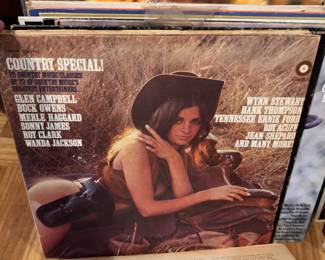 COUNTRY SPECIAL!
GLEN CAMPBELL
BUCK OWENS
MERLE HAGGARD
SONNY JAMES
ROY CLARK
WANDA JACKSON
WYNN STEWART
HANK THOMPSON
TENNESSEE ERNIE FORD
ROY ACUFF
JEAN SHEPARD
AND MANY MORE!